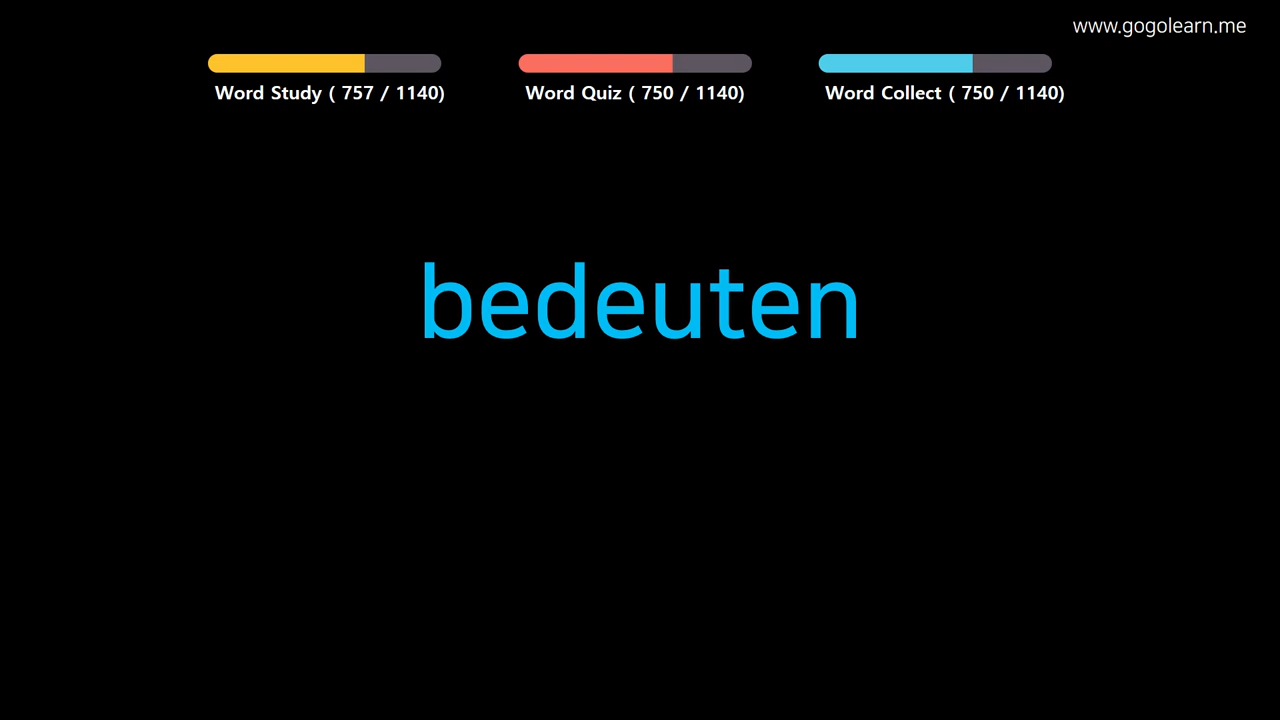 www.gogolearn.me
Word Study ( 757 / 1140)
Word Quiz ( 750 / 1140)
Word Collect ( 750 / 1140)
bedeuten